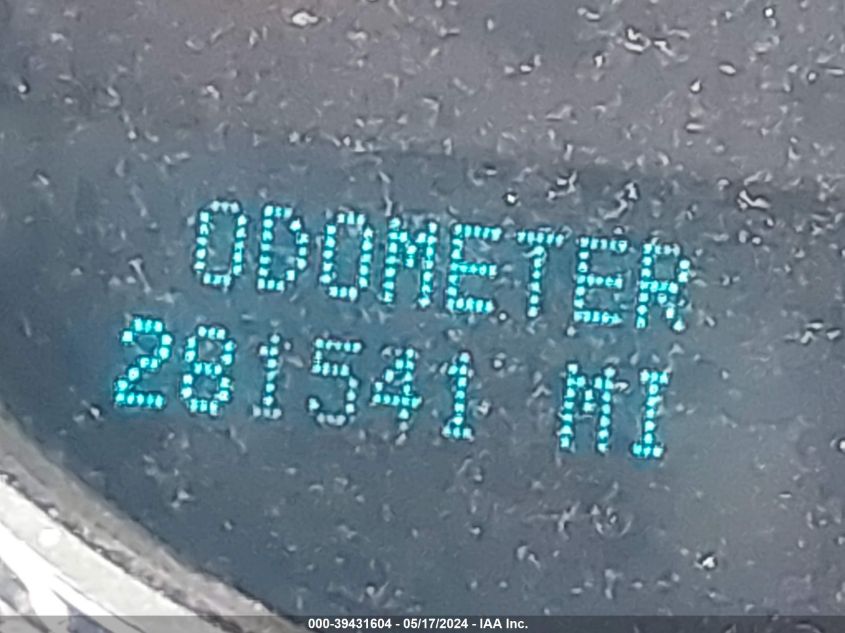 ODOMETER
281541 MI
000-39431604 - 05/17/2024 - IAA Inc.